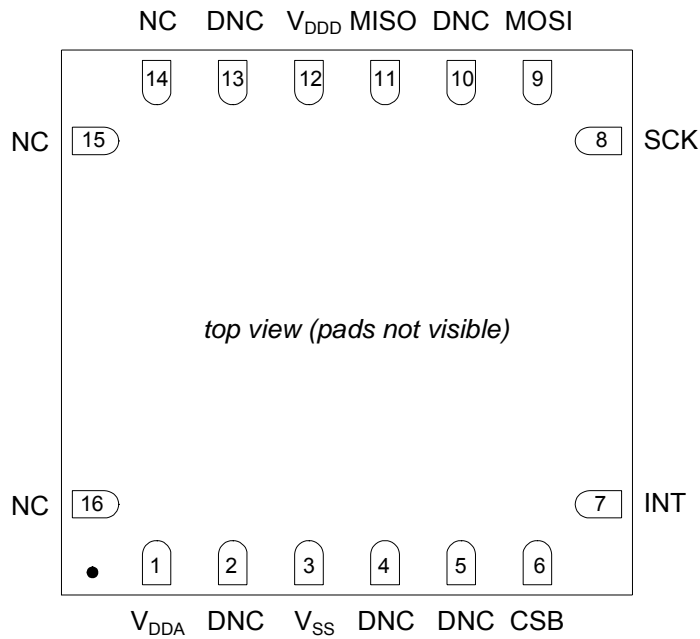 NC DNC VDDD MISO DNC MOSI
14 13 12 11 10 9
NC 15 8 SCK
top view (pads not visible)
NC 16 7 INT
1 2 3 4 5 6
VDDA DNC VSS DNC DNC CSB